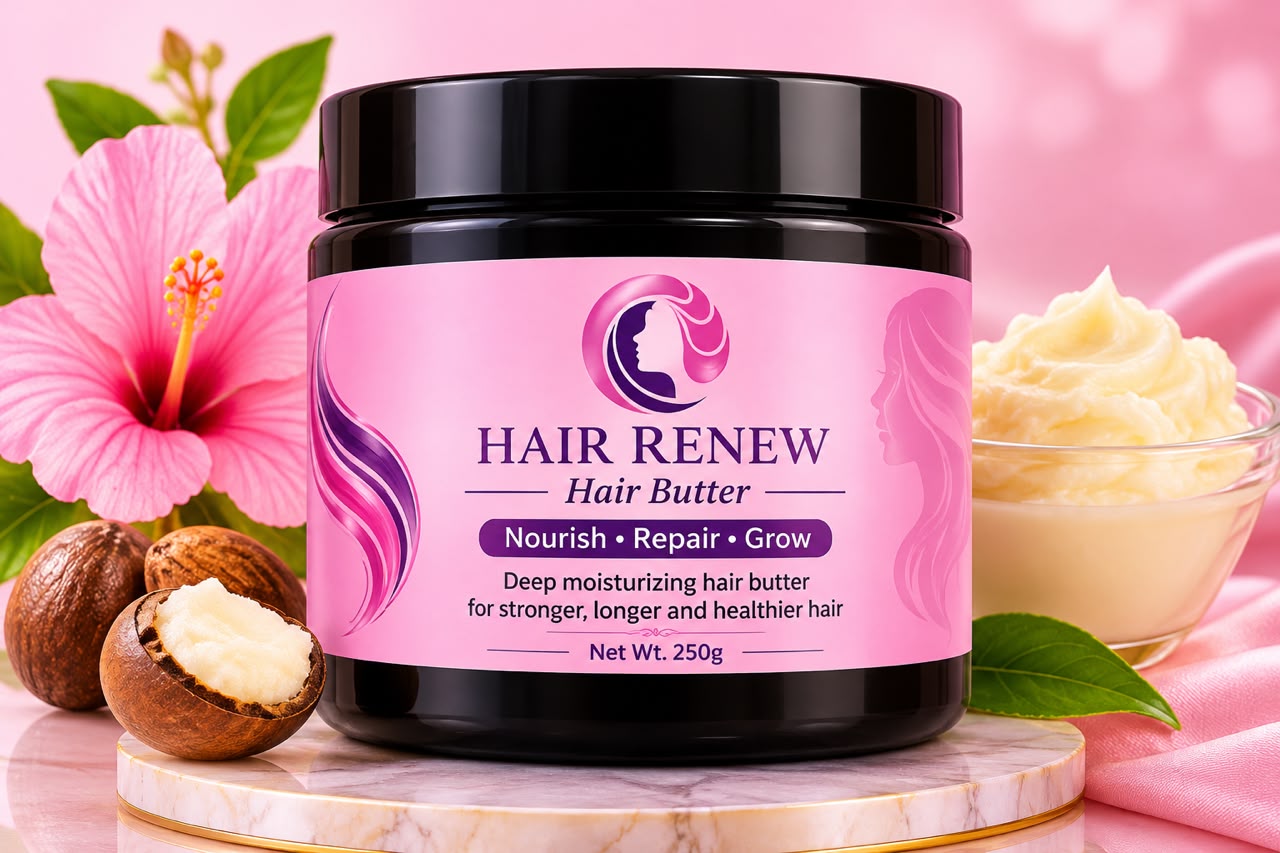 HAIR RENEW
Hair Butter
Nourish • Repair • Grow
Deep moisturizing hair butter
for stronger, longer and healthier hair
Net Wt. 250g